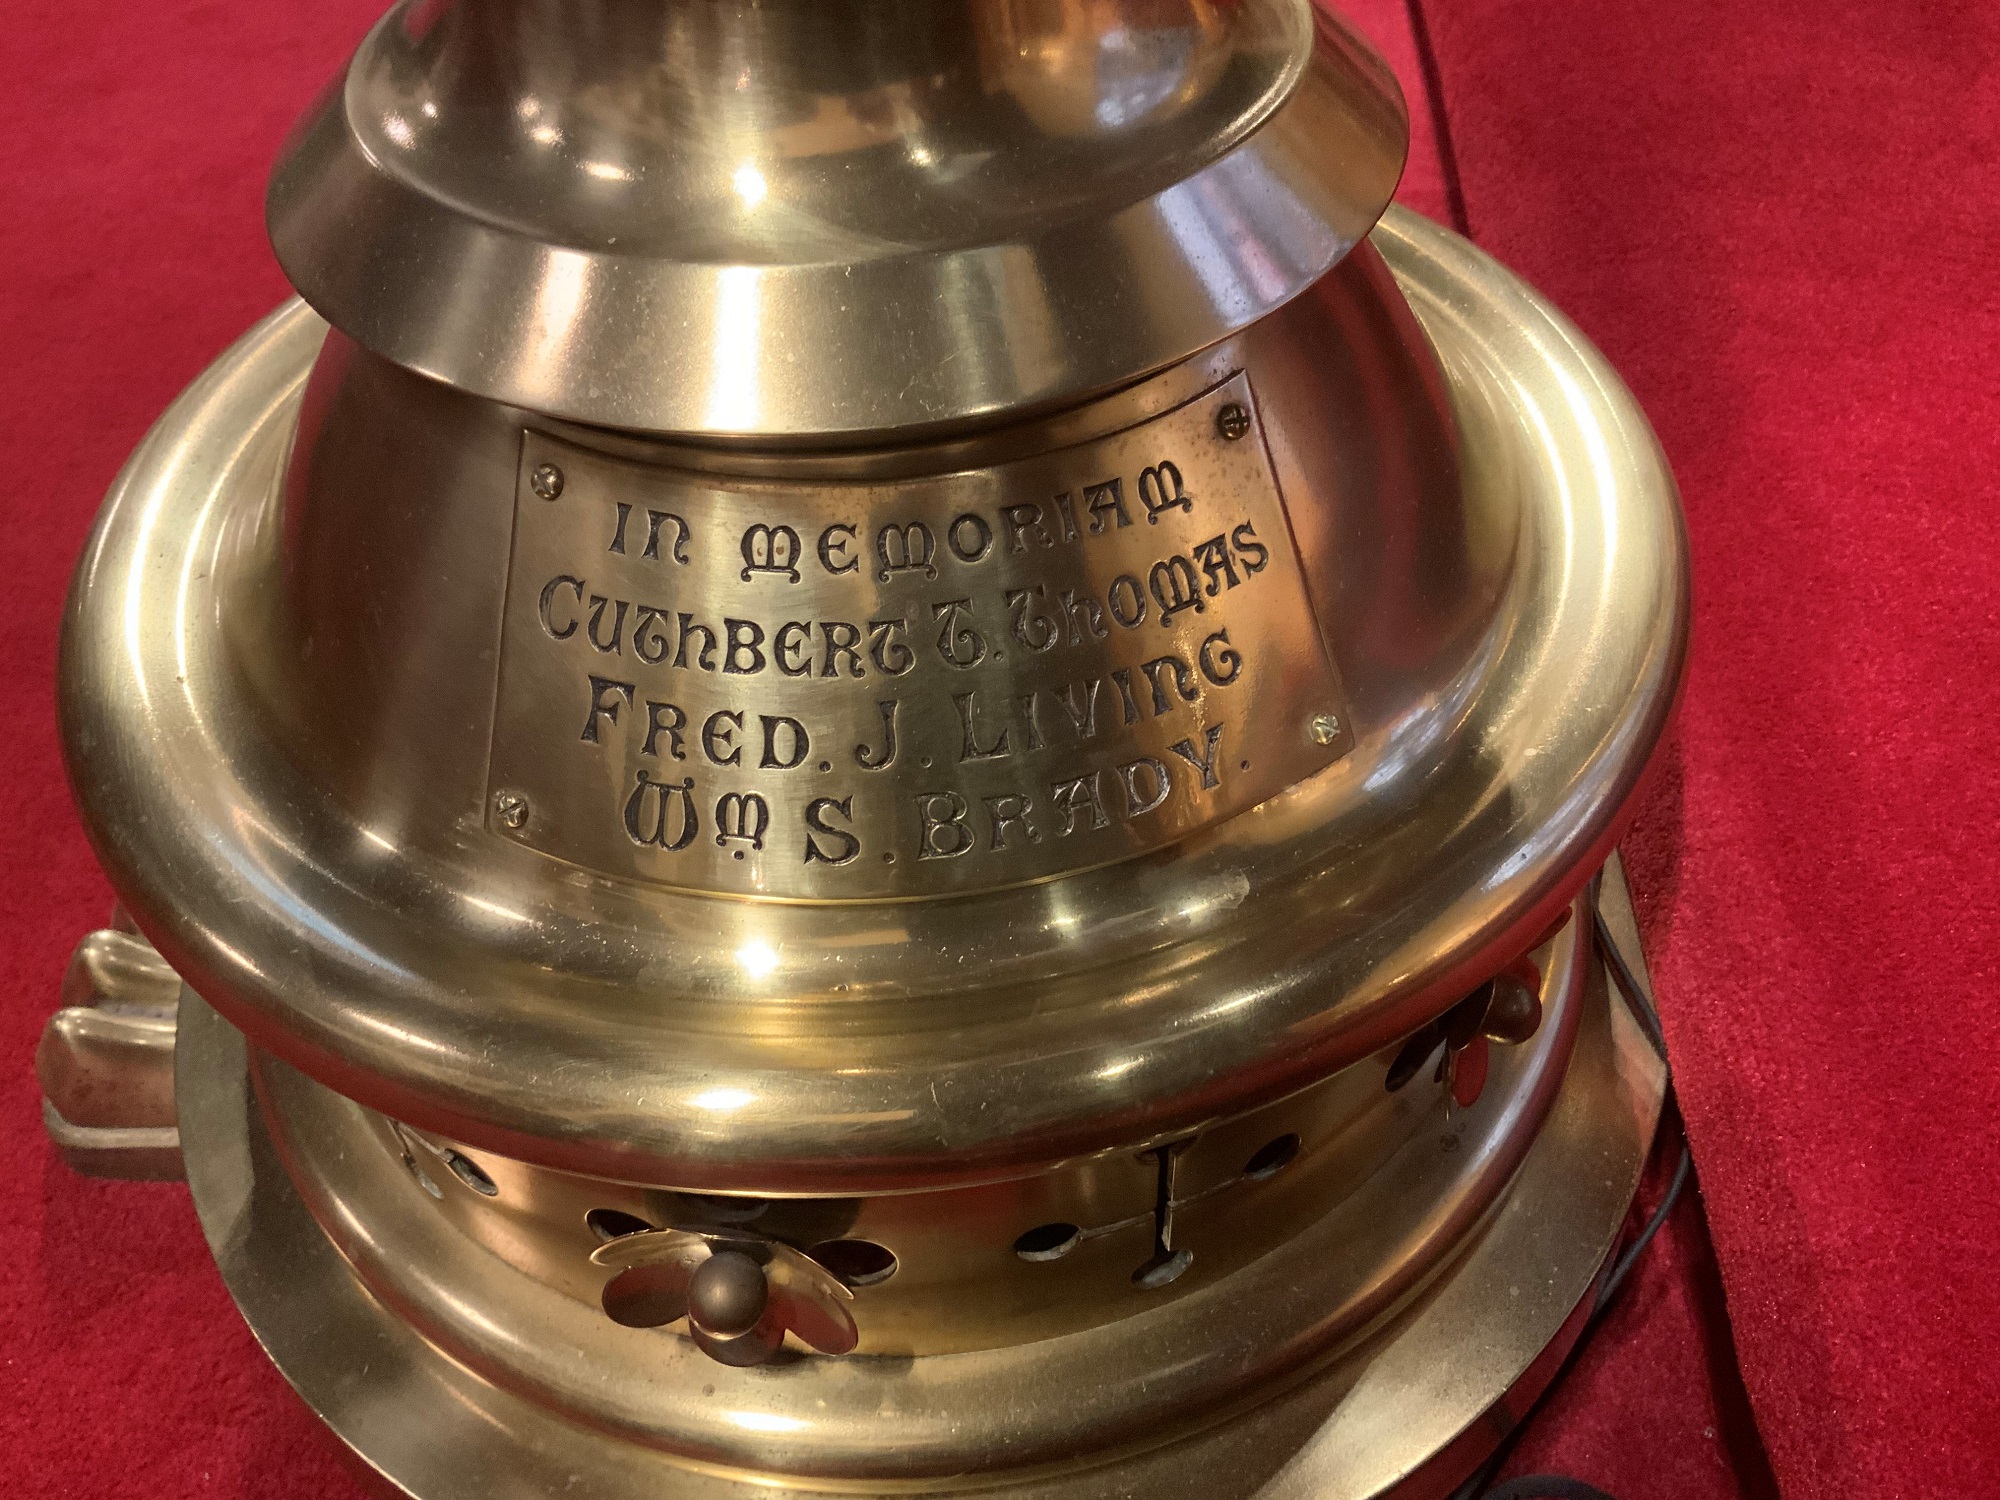 IN MEMORIAM
CUTHBERT T. THOMAS
FRED. J. LIVING
WM. S. BRADY.